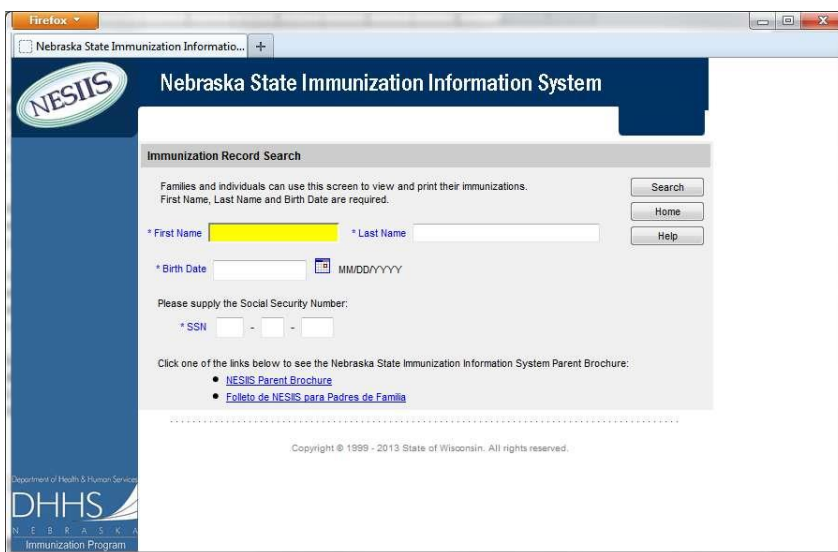 Firefox
Nebraska State Immunization Informatio...
NESIIS
Nebraska State Immunization Information System
Immunization Record Search
Families and individuals can use this screen to view and print their immunizations.
First Name, Last Name and Birth Date are required.
Search
Home
Help
* First Name * Last Name
* Birth Date MM/DD/YYYY
Please supply the Social Security Number:
* SSN - -
Click one of the links below to see the Nebraska State Immunization Information System Parent Brochure:
• NESIIS Parent Brochure
• Folleto de NESIIS para Padres de Familia
Copyright © 1999 - 2013 State of Wisconsin. All rights reserved.
Department of Health & Human Services
DHHS
NEBRASKA
Immunization Program